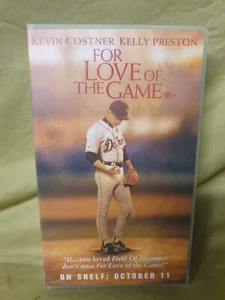 KEVIN COSTNER KELLY PRESTON
FOR
LOVE OF
THE GAME
"If...you loved Field Of Dreams
don't miss For Love of the Game!"
ON SHELF: OCTOBER 11